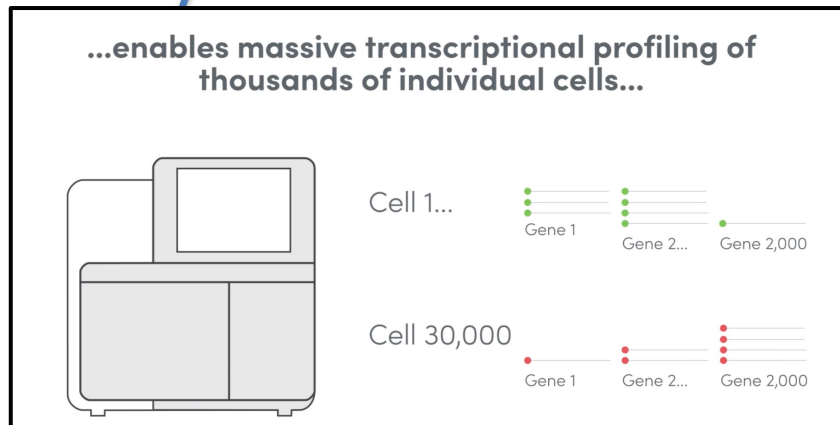 ...enables massive transcriptional profiling of
thousands of individual cells...
Cell 1...
Gene 1
Gene 2...
Gene 2,000
Cell 30,000
Gene 1
Gene 2...
Gene 2,000